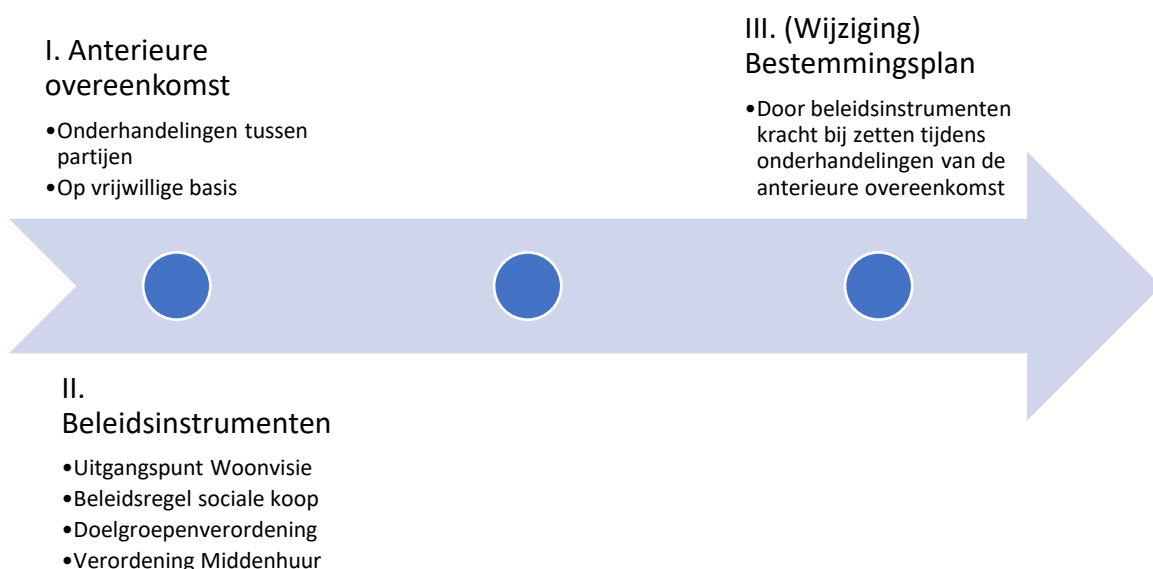 I. Anterieure
overeenkomst
•Onderhandelingen tussen
partijen
•Op vrijwillige basis
II.
Beleidsinstrumenten
•Uitgangspunt Woonvisie
•Beleidsregel sociale koop
•Doelgroepenverordening
•Verordening Middenhuur
III. (Wijziging)
Bestemmingsplan
•Door beleidsinstrumenten
kracht bij zetten tijdens
onderhandelingen van de
anterieure overeenkomst